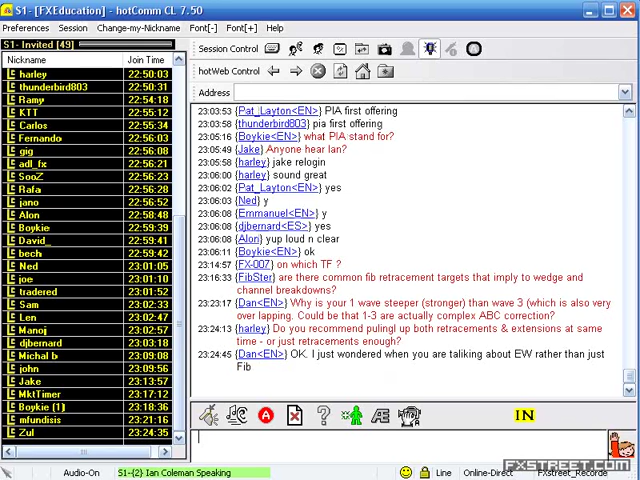 S1- [FXEducation] - hotComm CL 7.50
Preferences Session Change-my-Nickname Font[-] Font[+] Help
S1- Invited [49]
Nickname Join Time
harley 22:50:03
thunderbird803 22:50:31
Ramy 22:54:18
KTT 22:55:12
Carlos 22:55:34
Fernando 22:56:03
gig 22:56:08
adl_fx 22:56:21
SooZ 22:56:23
Rafa 22:56:28
jano 22:56:52
Alon 22:58:48
Boykie 22:59:39
David_ 22:59:41
bech 22:59:42
Ned 23:01:05
joe 23:01:10
tradered 23:01:52
Sam 23:02:02
Len 23:02:47
Manoj 23:02:57
djbernard 23:03:18
Michal b 23:09:08
john 23:09:56
Jake 23:13:57
MktTimer 23:17:12
Boykie (1) 23:18:36
mfundisis 23:21:16
Zul 23:24:35
Session Control
hotWeb Control
Address
23:03:53 {Pat_Layton<EN>} PIA first offering
23:03:58 {thunderbird803} pia first offering
23:05:16 {Boykie<EN>} what PIA stand for?
23:05:49 {Jake} Anyone hear Ian?
23:05:58 {harley} jake relogin
23:06:00 {harley} sound great
23:06:02 {Pat_Layton<EN>} yes
23:06:03 {Ned} y
23:06:08 {Emmanuel<EN>} y
23:06:08 {djbernard<ES>} yes
23:06:08 {Alon} yup loud n clear
23:06:11 {Boykie<EN>} ok
23:14:57 {FX-007} on which TF ?
23:16:33 {FibSter} are there common fib retracement targets that imply to wedge and
channel breakdowns?
23:23:17 {Dan<EN>} Why is your 1 wave steeper (stronger) than wave 3 (which is also very
over lapping. Could be that 1-3 are actually complex ABC correction?
23:24:13 {harley} Do you recommend pulingl up both retracements & extensions at same
time - or just retracements enough?
23:24:45 {Dan<EN>} OK. I just wondered when you are taliking about EW rather than just
Fib
IN
Audio-On S1-{2} Ian Coleman Speaking Line Online-Direct FXstreet_Recorde
FXSTREET.COM